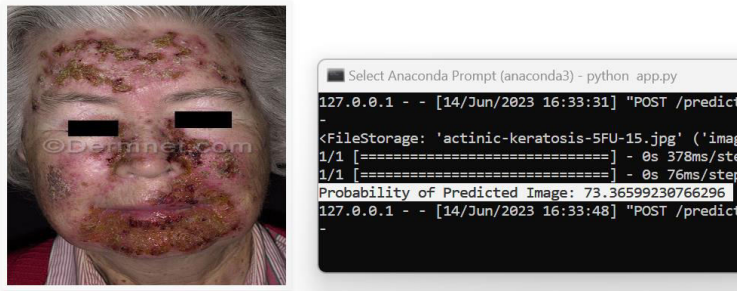 ©Dermnet.com
Select Anaconda Prompt (anaconda3) - python app.py
127.0.0.1 - - [14/Jun/2023 16:33:31] "POST /predict
-
<FileStorage: 'actinic-keratosis-5FU-15.jpg' ('imag
1/1 [==============================] - 0s 378ms/ste
1/1 [==============================] - 0s 76ms/step
Probability of Predicted Image: 73.36599230766296
127.0.0.1 - - [14/Jun/2023 16:33:48] "POST /predict
-